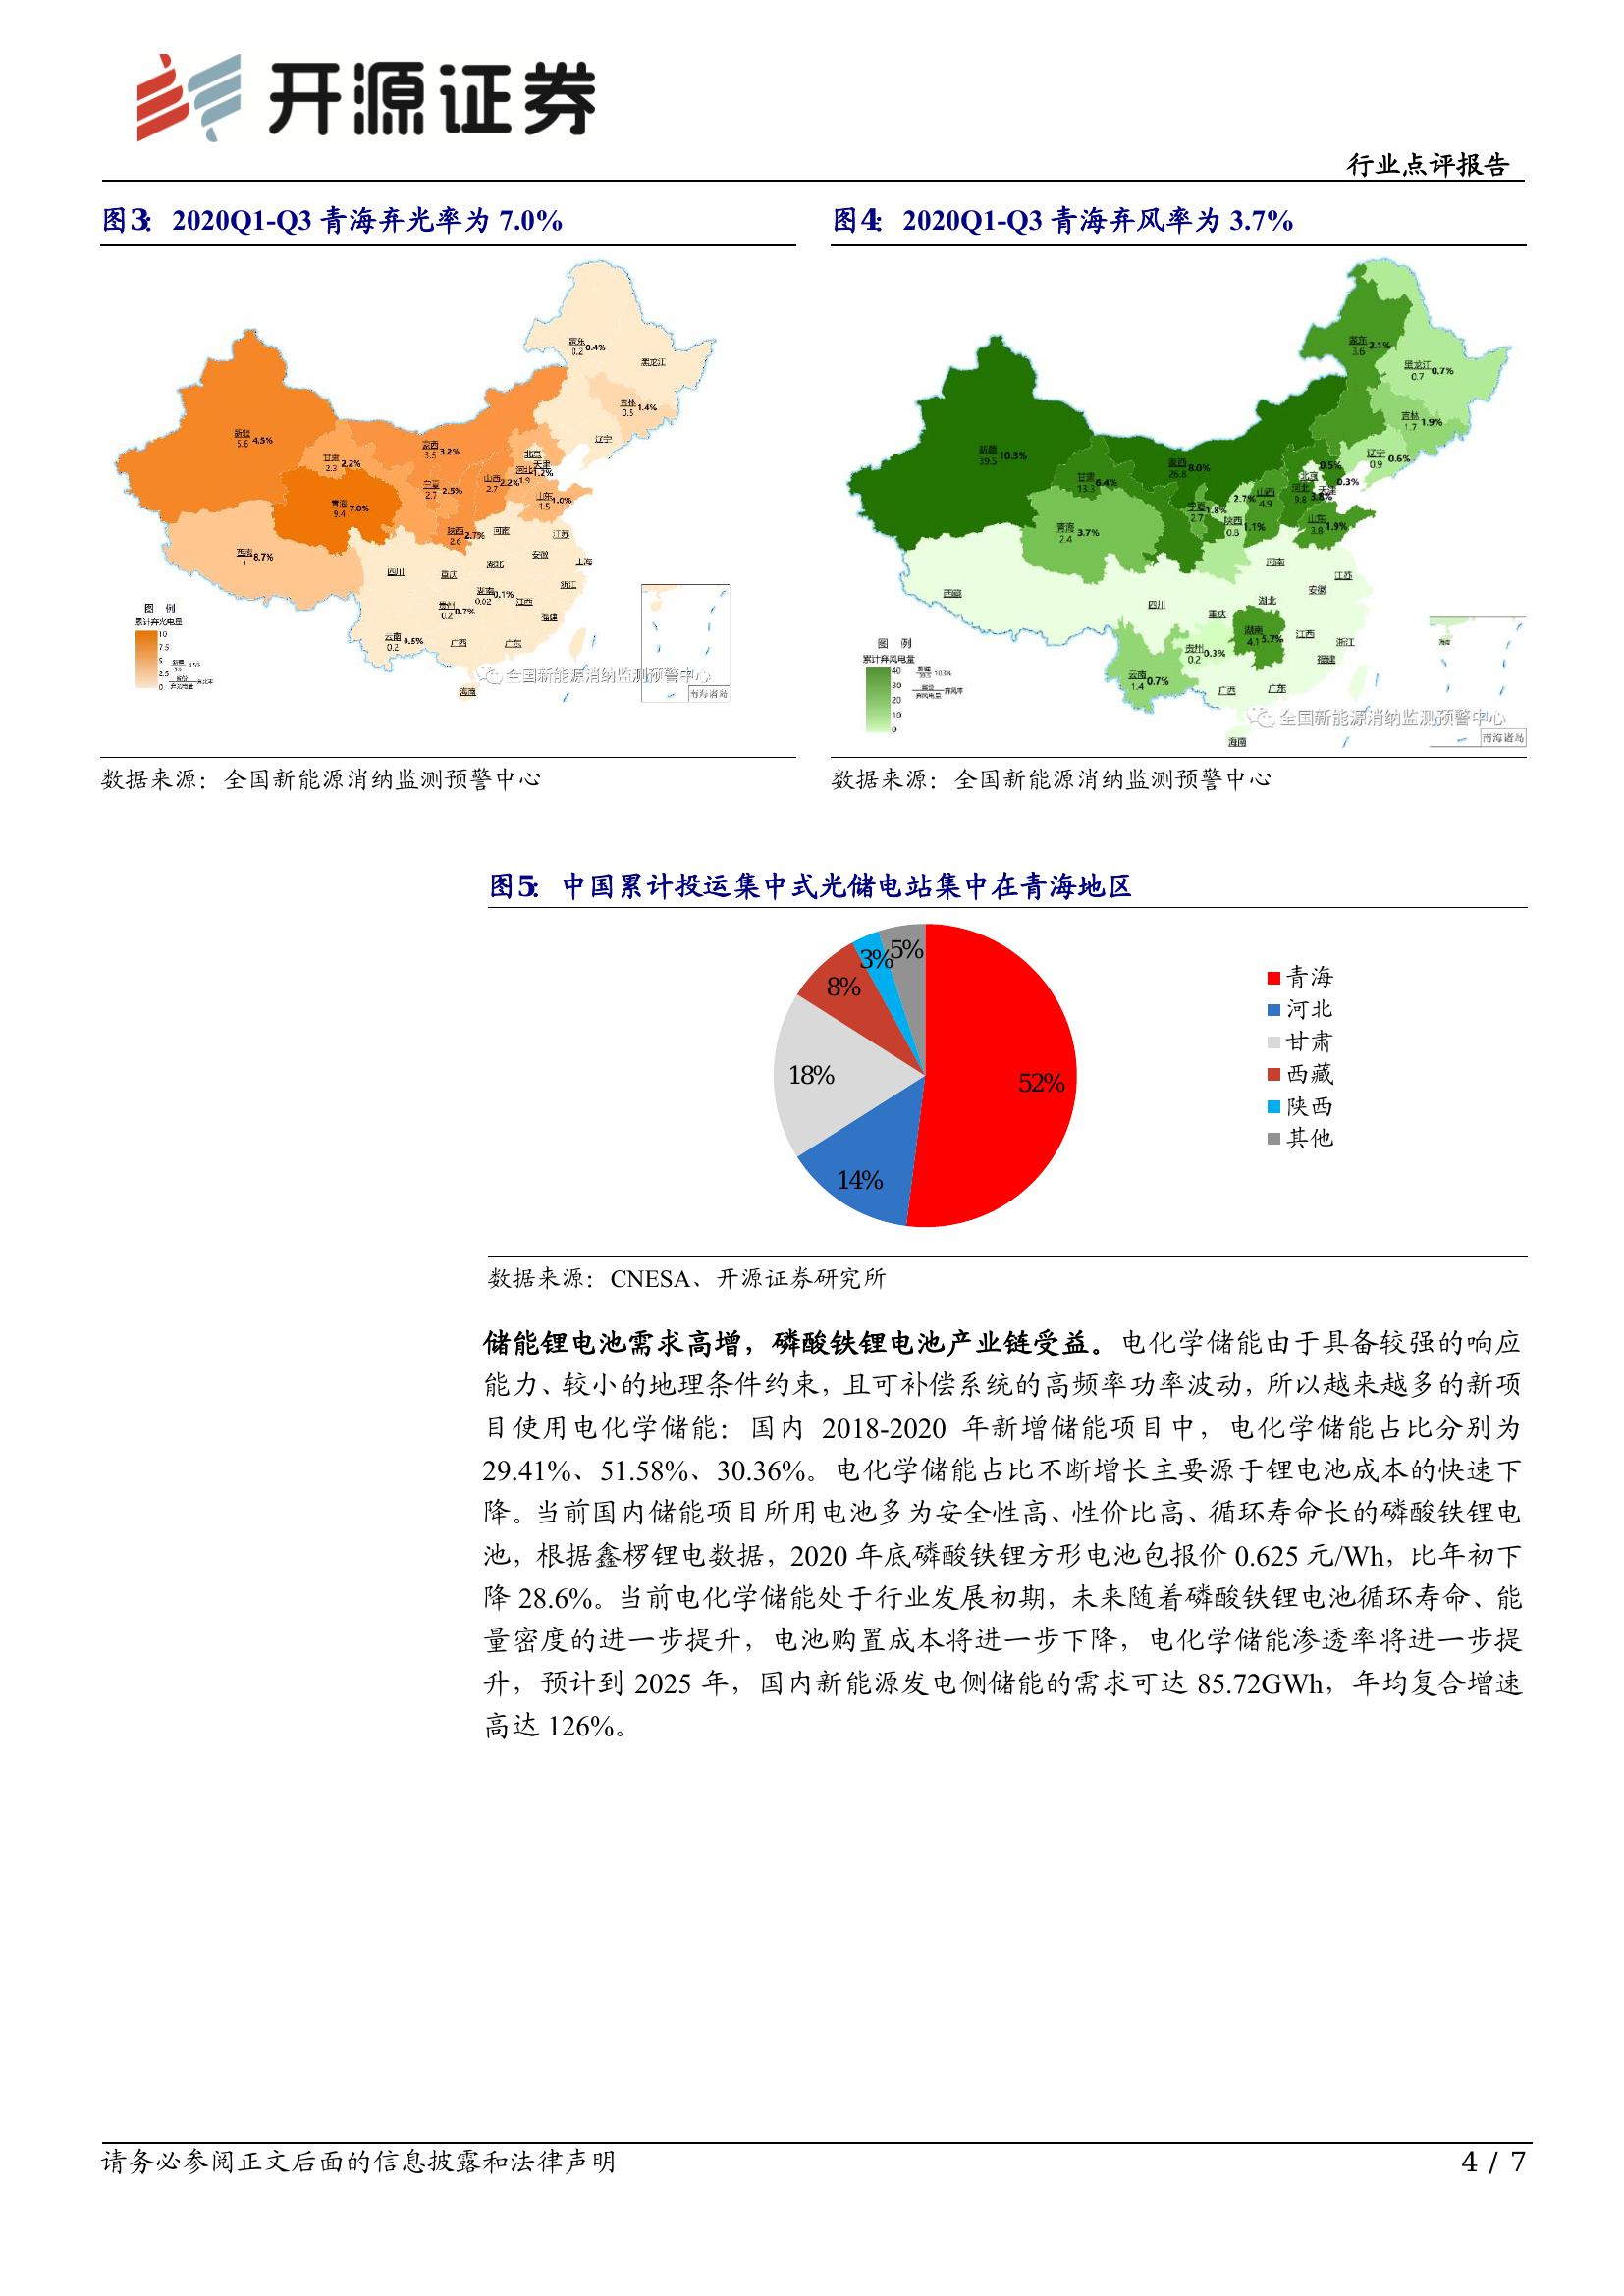 开源证券
行业点评报告
图3： 2020Q1-Q3 青海弃光率为 7.0%
图4： 2020Q1-Q3 青海弃风率为 3.7%
蒙东
0.2 0.4%
黑龙江
吉林
0.5 1.4%
辽宁
新疆
5.6 4.5%
甘肃
2.3 2.2%
蒙西
3.5 3.2%
北京
天津
河北 1.2%
1.9
青海
9.4 7.0%
宁夏
2.7 2.5%
山西
2.7 2.2%
山东
1.5 1.0%
陕西
2.6 2.7%
河南
江苏
西藏
1 8.7%
四川
重庆
湖北
安徽
上海
浙江
湖南
0.02 0.1%
江西
贵州
0.2 0.7%
福建
云南
0.2 0.5%
广西
广东
海南
图 例
累计弃光电量
10
7.5
5
2.5
0
全国新能源消纳监测预警中心
南海诸岛
蒙东
3.6 2.1%
黑龙江
0.7 0.7%
吉林
1.7 1.9%
辽宁
0.9 0.6%
新疆
39.5 10.3%
甘肃
13.3 6.4%
蒙西
26.8 8.0%
0.5%
北京
天津
0.3%
河北
9.8 3.8%
青海
2.4 3.7%
宁夏
2.7 1.8%
2.7%
山西
4.9
陕西
0.8 1.1%
山东
3.8 1.9%
河南
江苏
西藏
四川
重庆
湖北
安徽
湖南
4.1 5.7%
江西
浙江
贵州
0.2 0.3%
福建
云南
1.4 0.7%
广西
广东
海南
图 例
累计弃风电量
40
30
20
10
0
全国新能源消纳监测预警中心
海南
南海诸岛
数据来源：全国新能源消纳监测预警中心
数据来源：全国新能源消纳监测预警中心
图5： 中国累计投运集中式光储电站集中在青海地区
52%
14%
18%
8%
3%
5%
青海
河北
甘肃
西藏
陕西
其他
数据来源：CNESA、开源证券研究所
储能锂电池需求高增，磷酸铁锂电池产业链受益。电化学储能由于具备较强的响应
能力、较小的地理条件约束，且可补偿系统的高频率功率波动，所以越来越多的新项
目使用电化学储能：国内 2018-2020 年新增储能项目中，电化学储能占比分别为
29.41%、51.58%、30.36%。电化学储能占比不断增长主要源于锂电池成本的快速下
降。当前国内储能项目所用电池多为安全性高、性价比高、循环寿命长的磷酸铁锂电
池，根据鑫椤锂电数据，2020 年底磷酸铁锂方形电池包报价 0.625 元/Wh，比年初下
降 28.6%。当前电化学储能处于行业发展初期，未来随着磷酸铁锂电池循环寿命、能
量密度的进一步提升，电池购置成本将进一步下降，电化学储能渗透率将进一步提
升，预计到 2025 年，国内新能源发电侧储能的需求可达 85.72GWh，年均复合增速
高达 126%。
请务必参阅正文后面的信息披露和法律声明
4 / 7